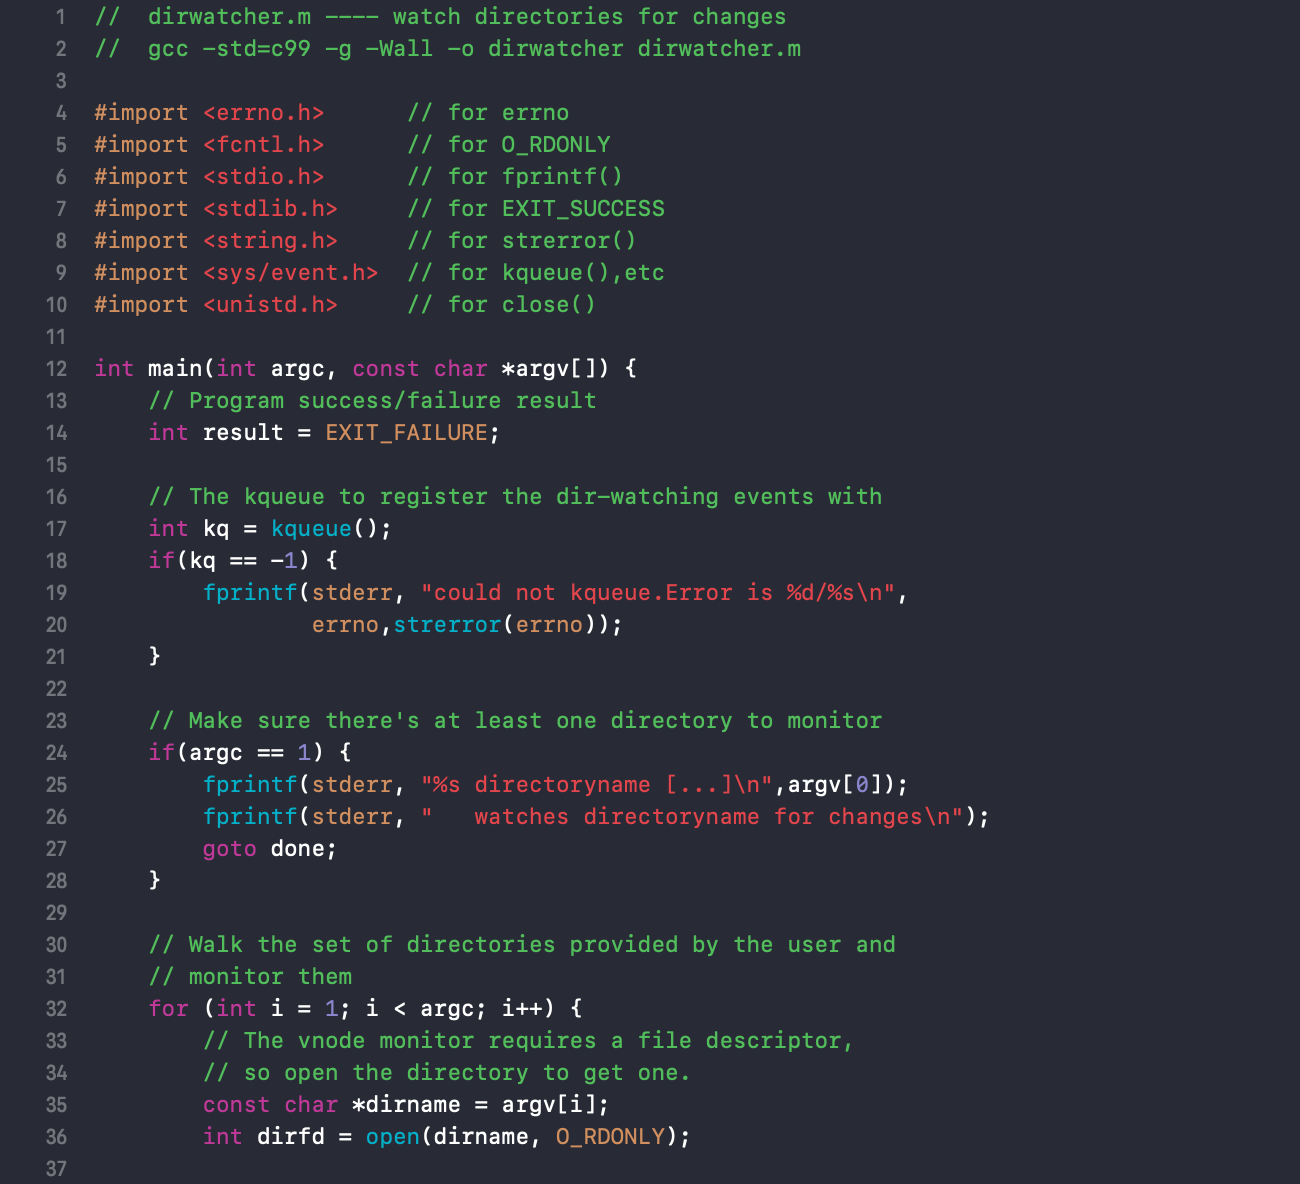 1 //  dirwatcher.m ---- watch directories for changes
2 //  gcc -std=c99 -g -Wall -o dirwatcher dirwatcher.m
3
4 #import <errno.h>      // for errno
5 #import <fcntl.h>      // for O_RDONLY
6 #import <stdio.h>      // for fprintf()
7 #import <stdlib.h>     // for EXIT_SUCCESS
8 #import <string.h>     // for strerror()
9 #import <sys/event.h>  // for kqueue(),etc
10 #import <unistd.h>     // for close()
11
12 int main(int argc, const char *argv[]) {
13     // Program success/failure result
14     int result = EXIT_FAILURE;
15
16     // The kqueue to register the dir-watching events with
17     int kq = kqueue();
18     if(kq == -1) {
19         fprintf(stderr, "could not kqueue.Error is %d/%s\n",
20                 errno,strerror(errno));
21     }
22
23     // Make sure there's at least one directory to monitor
24     if(argc == 1) {
25         fprintf(stderr, "%s directoryname [...]\n",argv[0]);
26         fprintf(stderr, "   watches directoryname for changes\n");
27         goto done;
28     }
29
30     // Walk the set of directories provided by the user and
31     // monitor them
32     for (int i = 1; i < argc; i++) {
33         // The vnode monitor requires a file descriptor,
34         // so open the directory to get one.
35         const char *dirname = argv[i];
36         int dirfd = open(dirname, O_RDONLY);
37